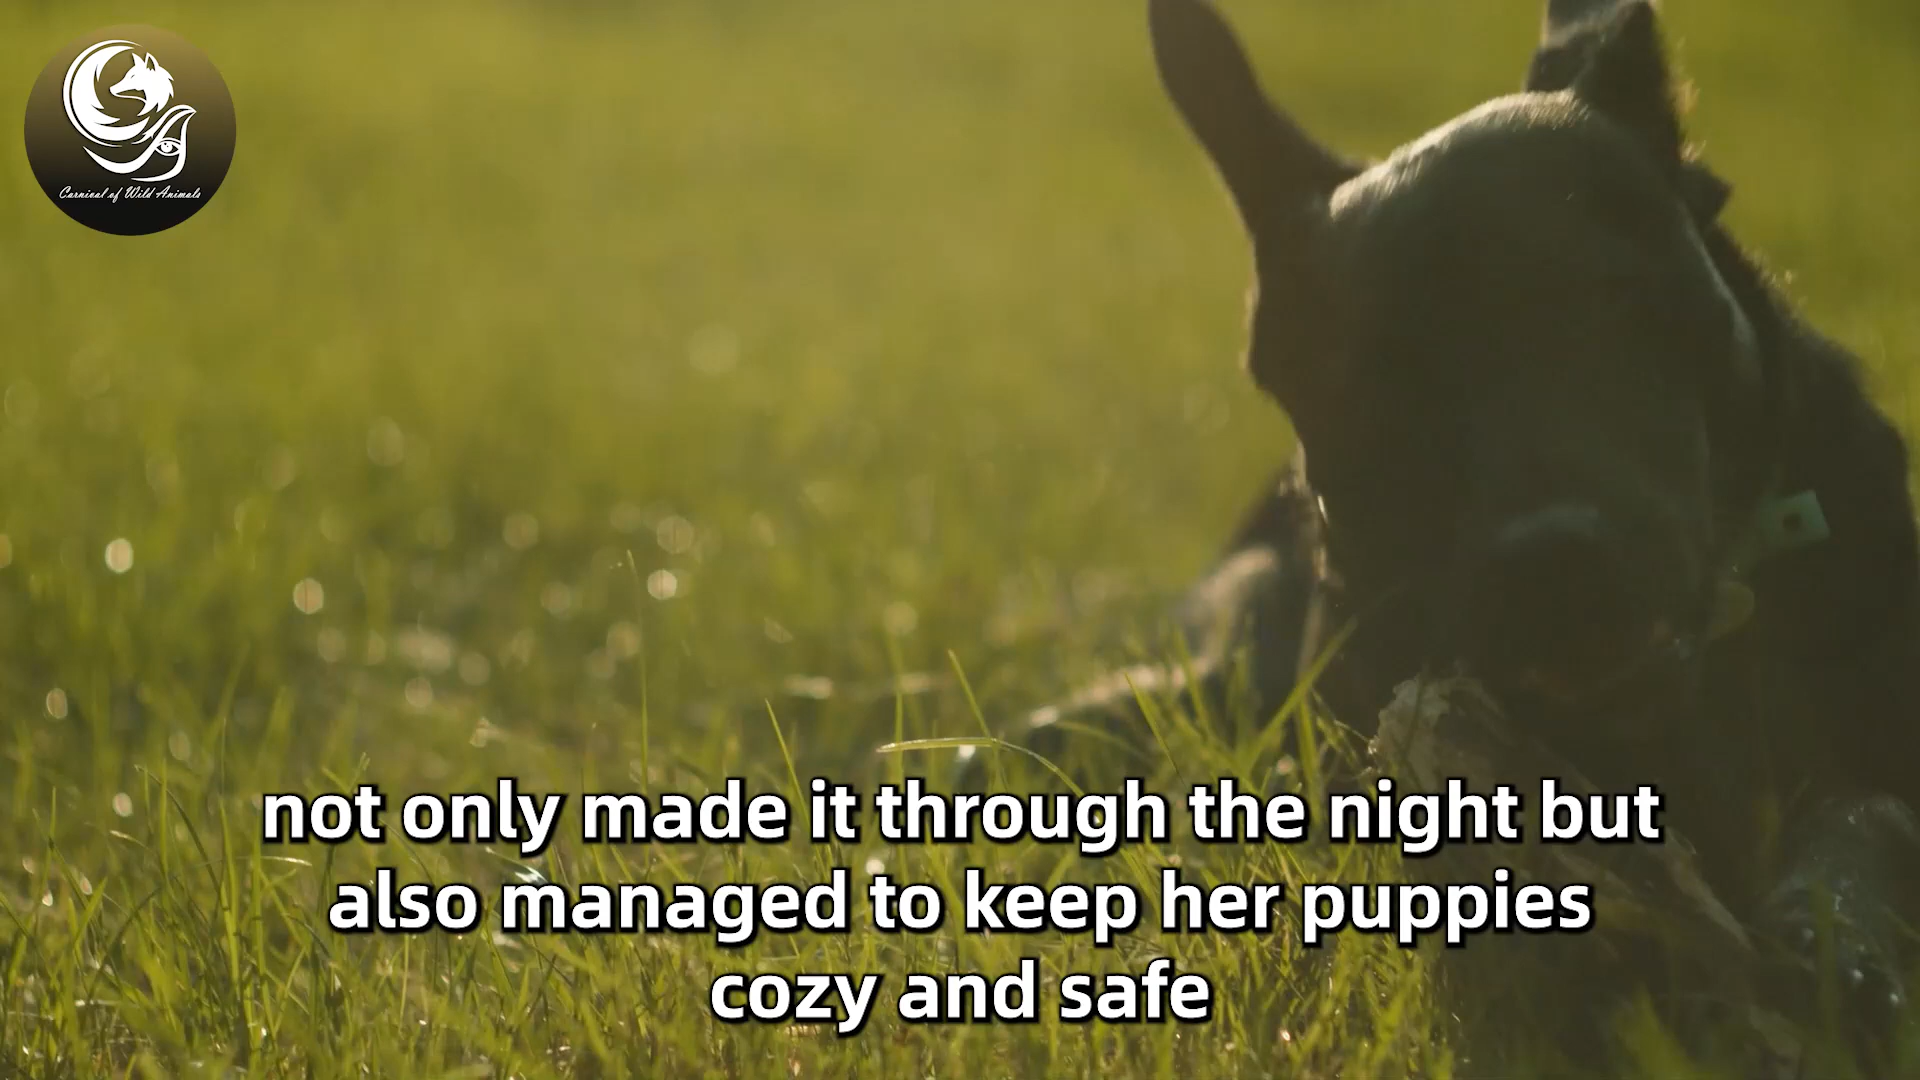 Carnival of Wild Animals
not only made it through the night but
also managed to keep her puppies
cozy and safe